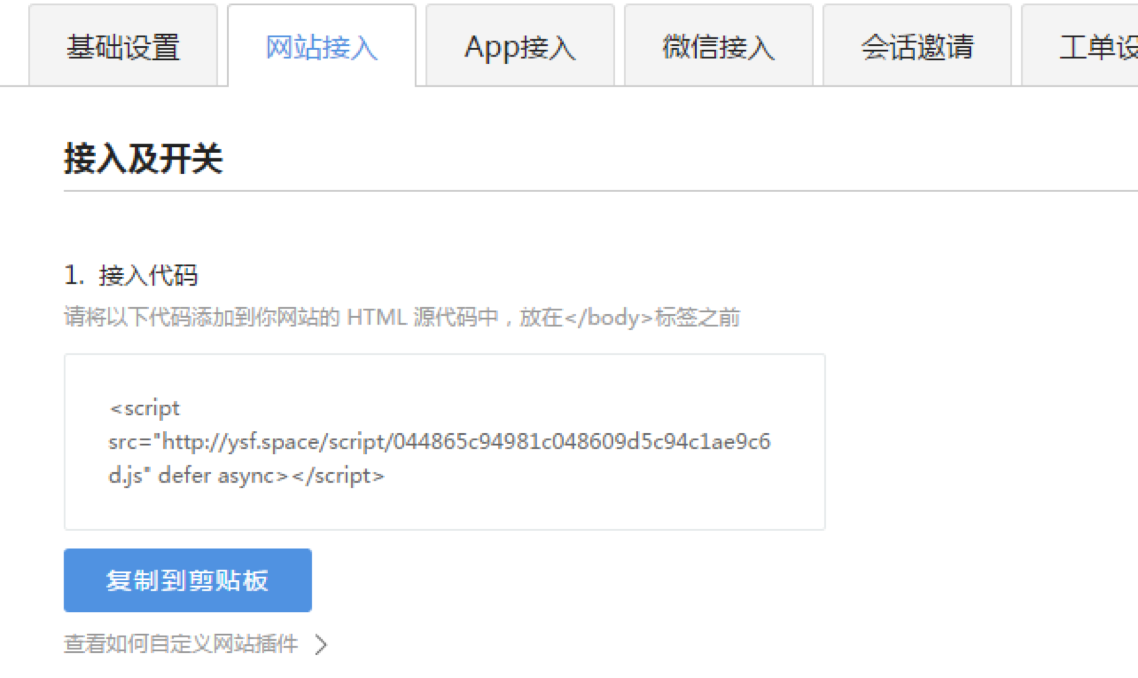 基础设置 网站接入 App接入 微信接入 会话邀请 工单设
接入及开关
1. 接入代码
请将以下代码添加到你网站的 HTML 源代码中，放在</body>标签之前
<script
src="http://ysf.space/script/044865c94981c048609d5c94c1ae9c6
d.js" defer async></script>
复制到剪贴板
查看如何自定义网站插件 >